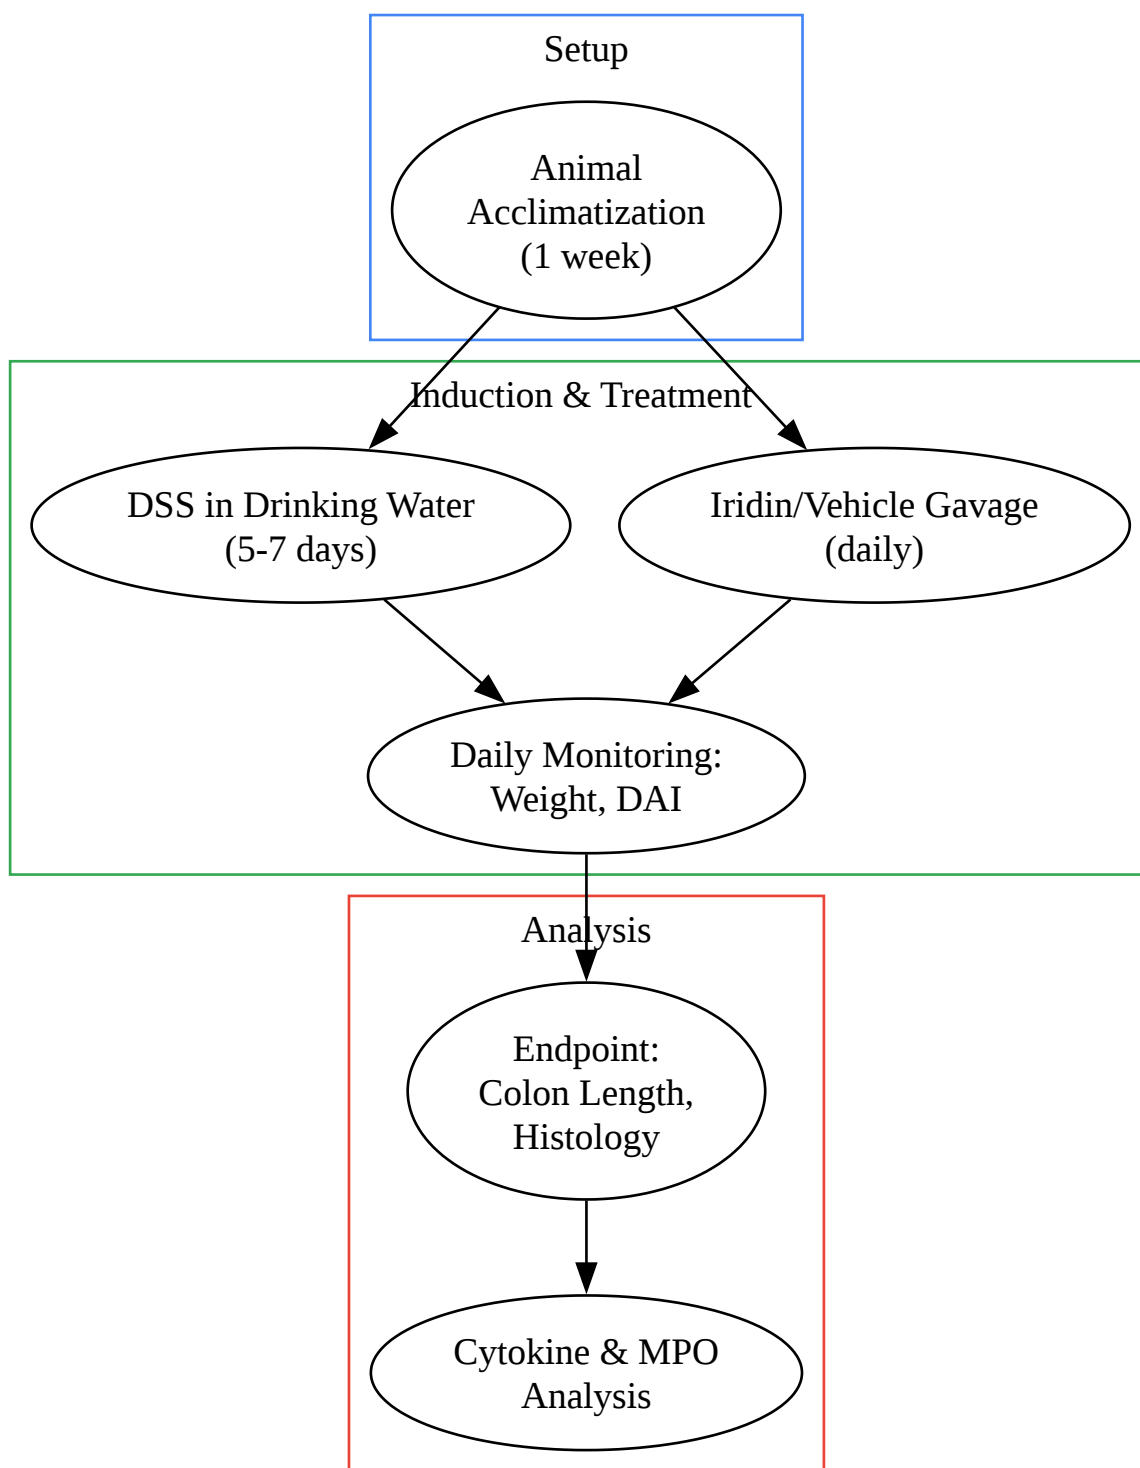 Setup
Animal
Acclimatization
(1 week)
Induction & Treatment
DSS in Drinking Water
(5-7 days)
Iridin/Vehicle Gavage
(daily)
Daily Monitoring:
Weight, DAI
Analysis
Endpoint:
Colon Length,
Histology
Cytokine & MPO
Analysis